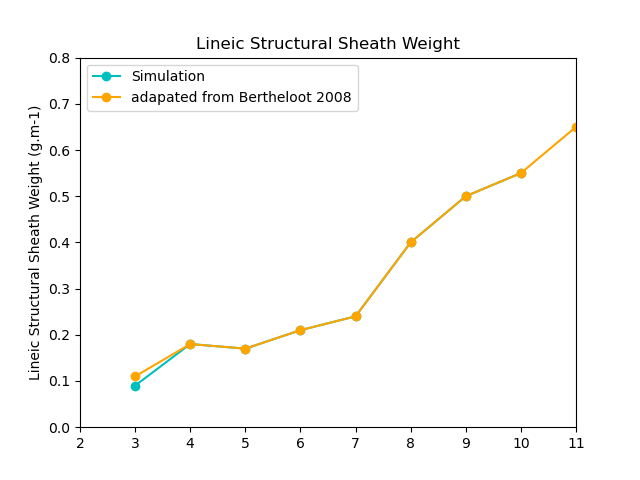 Lineic Structural Sheath Weight
Simulation
adapated from Bertheloot 2008
Lineic Structural Sheath Weight (g.m-1)
0.8
0.7
0.6
0.5
0.4
0.3
0.2
0.1
0.0
2 3 4 5 6 7 8 9 10 11